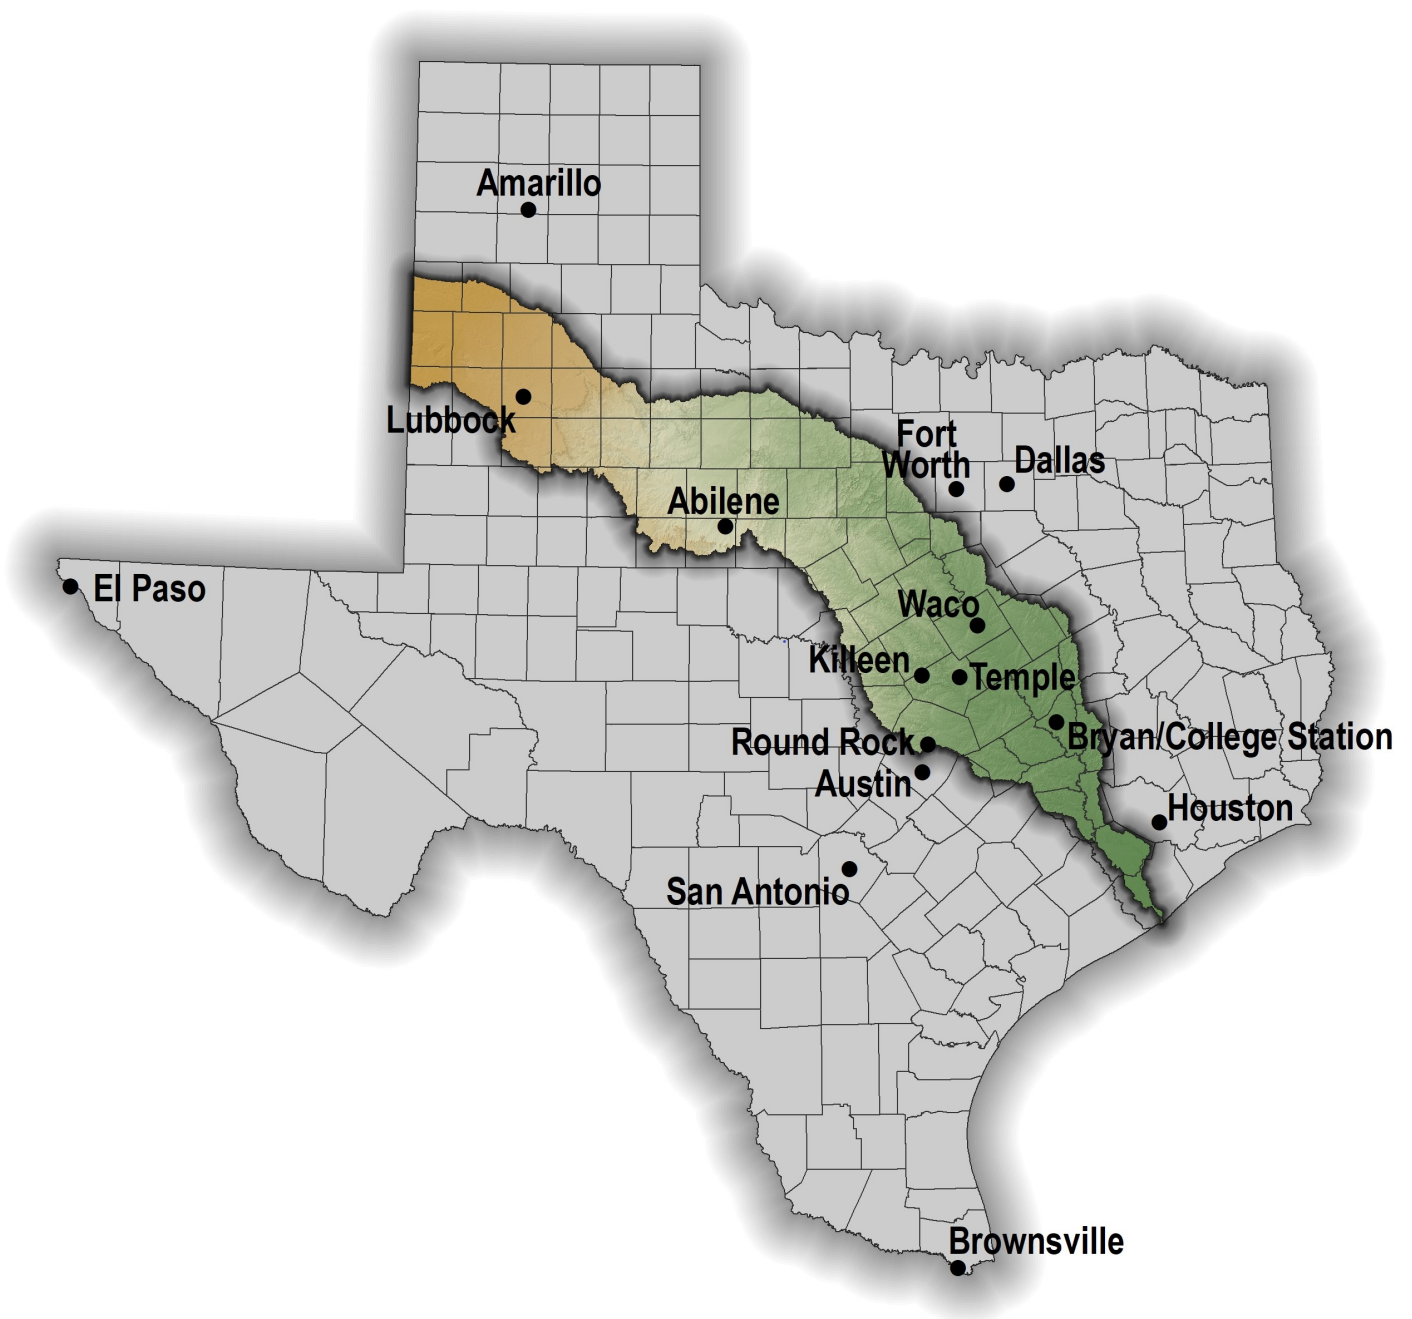 Amarillo
Lubbock
Fort
Worth
Dallas
Abilene
El Paso
Waco
Killeen
Temple
Round Rock
Bryan/College Station
Austin
Houston
San Antonio
Brownsville